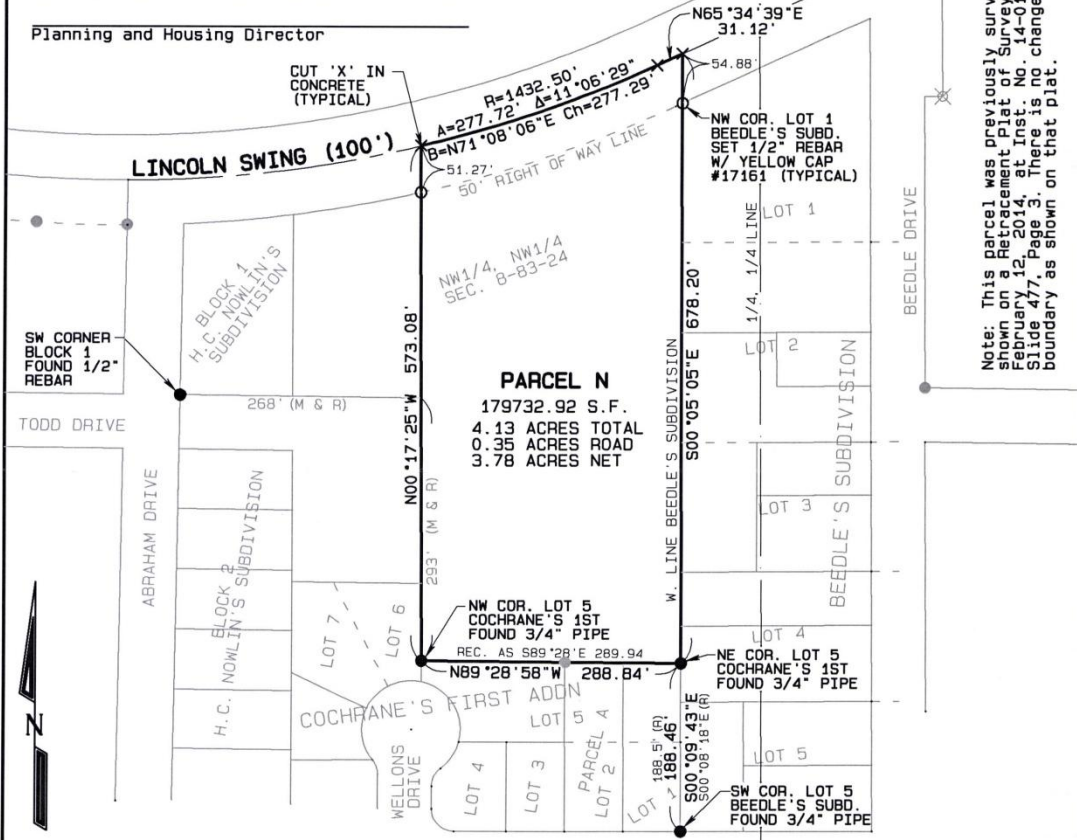 Planning and Housing Director
N65°34'39"E
31.12'
54.88'
CUT 'X' IN
CONCRETE
(TYPICAL)
R=1432.50'
A=277.72' Δ=11°06'29"
B=N71°08'06"E Ch=277.29'
LINCOLN SWING (100')
51.27'
50' RIGHT OF WAY LINE
NW COR. LOT 1
BEEDLE'S SUBD.
SET 1/2" REBAR
W/ YELLOW CAP
#17161 (TYPICAL)
LOT 1
BEEDLE DRIVE
Note: This parcel was previously surv
shown on a Retracement Plat of Survey
February 12, 2014, at Inst. No. 14-01
Slide 477, Page 3. There is no change
boundary as shown on that plat.
BLOCK 1
H.C. NOWLIN'S
SUBDIVISION
NW1/4, NW1/4
SEC. 8-83-24
1/4, 1/4 LINE
SW CORNER
BLOCK 1
FOUND 1/2"
REBAR
N00°17'25"W 573.08'
S00°05'05"E 678.20'
W. LINE BEEDLE'S SUBDIVISION
LOT 2
PARCEL N
179732.92 S.F.
4.13 ACRES TOTAL
0.35 ACRES ROAD
3.78 ACRES NET
268' (M & R)
TODD DRIVE
ABRAHAM DRIVE
BLOCK 2
H.C. NOWLIN'S SUBDIVISION
293' (M & R)
LOT 3
BEEDLE'S SUBDIVISION
LOT 7
LOT 6
NW COR. LOT 5
COCHRANE'S 1ST
FOUND 3/4" PIPE
REC. AS S89°28'E 289.94
N89°28'58"W 288.84'
LOT 4
NE COR. LOT 5
COCHRANE'S 1ST
FOUND 3/4" PIPE
COCHRANE'S FIRST ADDN
LOT 5
PARCEL A
188.5' (R)
188.46'
S00°09'43"E
S00°08'18"E (R)
LOT 5
WELLONS
DRIVE
LOT 4
LOT 3
LOT 2
LOT 1
SW COR. LOT 5
BEEDLE'S SUBD.
FOUND 3/4" PIPE
N